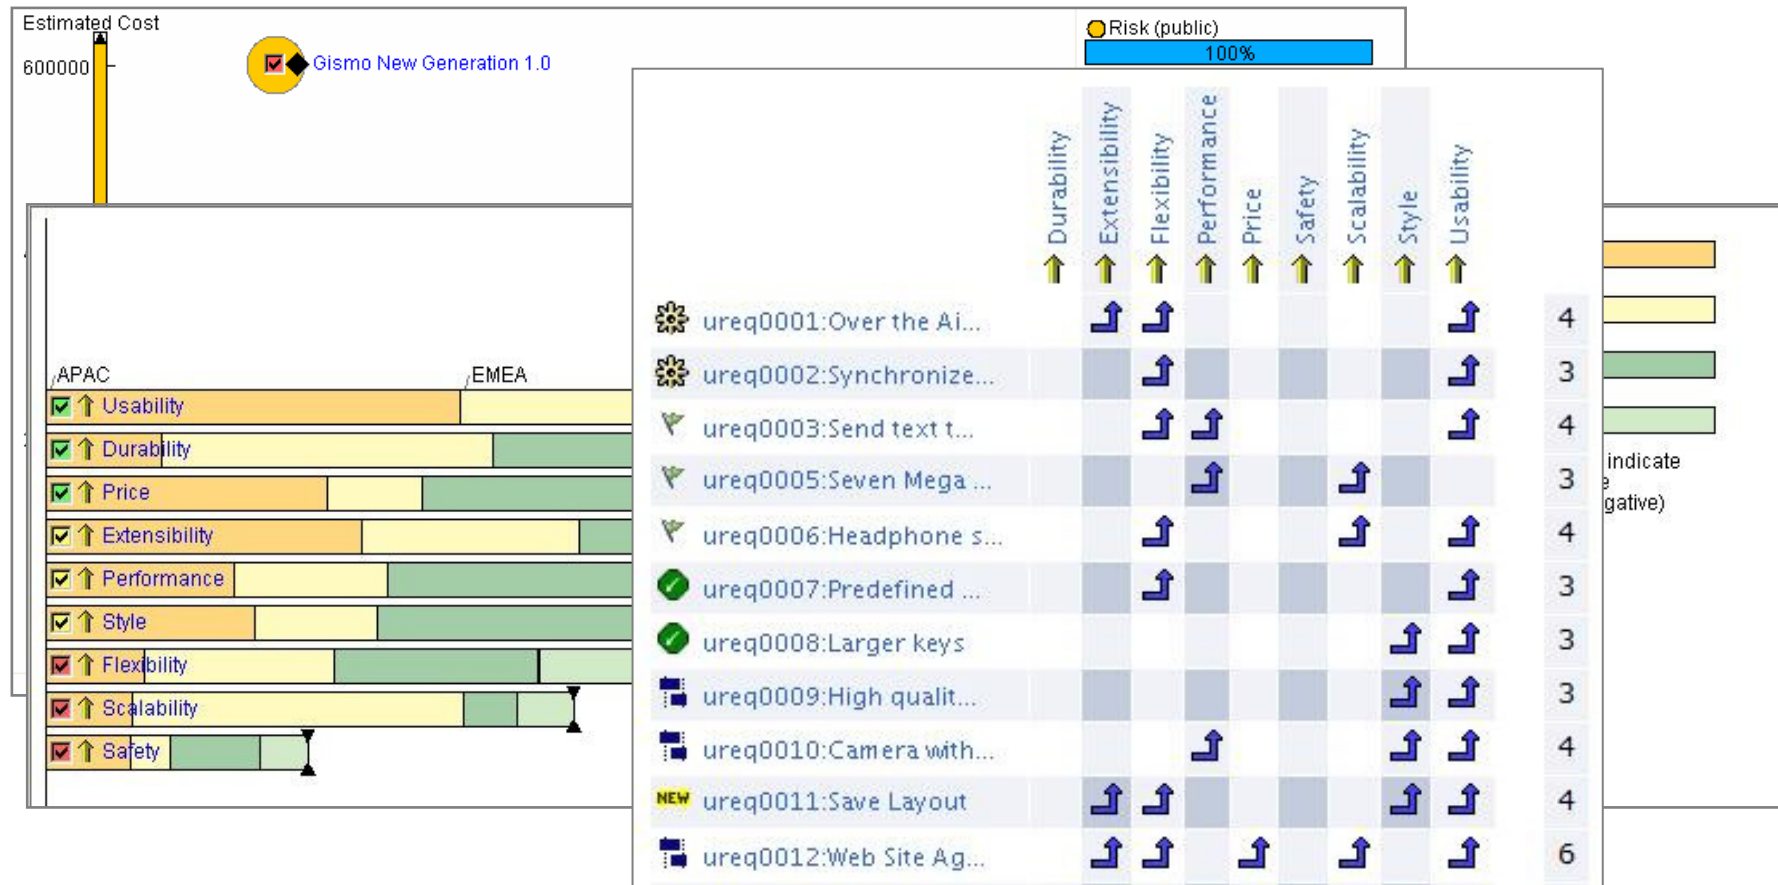 Estimated Cost
600000
Gismo New Generation 1.0
Risk (public)
100%
APAC
EMEA
Usability
Durability
Price
Extensibility
Performance
Style
Flexibility
Scalability
Safety
Durability
Extensibility
Flexibility
Performance
Price
Safety
Scalability
Style
Usability
ureq0001:Over the Ai... 4
ureq0002:Synchronize... 3
ureq0003:Send text t... 4
ureq0005:Seven Mega ... 3
ureq0006:Headphone s... 4
ureq0007:Predefined ... 3
ureq0008:Larger keys 3
ureq0009:High qualit... 3
ureq0010:Camera with... 4
NEW ureq0011:Save Layout 4
ureq0012:Web Site Ag... 6
indicate
gative)